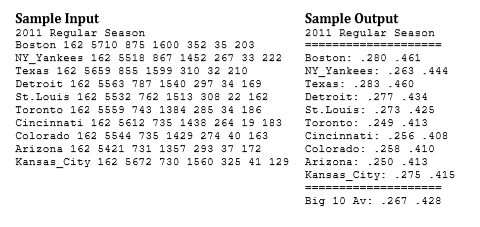 Sample Input
2011 Regular Season
Boston 162 5710 875 1600 352 35 203
NY_Yankees 162 5518 867 1452 267 33 222
Texas 162 5659 855 1599 310 32 210
Detroit 162 5563 787 1540 297 34 169
St.Louis 162 5532 762 1513 308 22 162
Toronto 162 5559 743 1384 285 34 186
Cincinnati 162 5612 735 1438 264 19 183
Colorado 162 5544 735 1429 274 40 163
Arizona 162 5421 731 1357 293 37 172
Kansas_City 162 5672 730 1560 325 41 129
Sample Output
2011 Regular Season
====================
Boston: .280 .461
NY_Yankees: .263 .444
Texas: .283 .460
Detroit: .277 .434
St.Louis: .273 .425
Toronto: .249 .413
Cincinnati: .256 .408
Colorado: .258 .410
Arizona: .250 .413
Kansas_City: .275 .415
====================
Big 10 Av: .267 .428